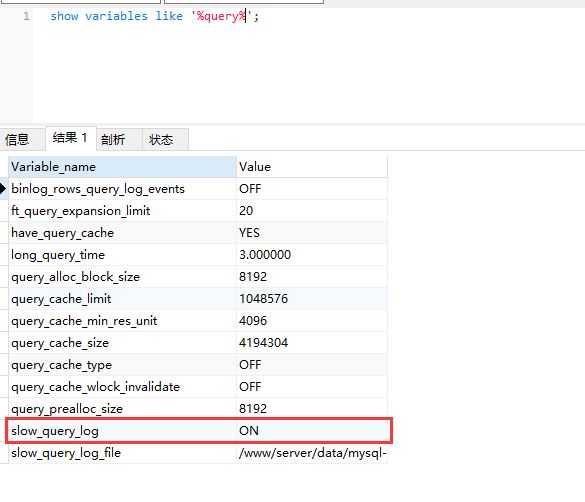 1 show variables like '%query%';
信息 结果 1 剖析 状态
Variable_name Value
binlog_rows_query_log_events OFF
ft_query_expansion_limit 20
have_query_cache YES
long_query_time 3.000000
query_alloc_block_size 8192
query_cache_limit 1048576
query_cache_min_res_unit 4096
query_cache_size 4194304
query_cache_type OFF
query_cache_wlock_invalidate OFF
query_prealloc_size 8192
slow_query_log ON
slow_query_log_file /www/server/data/mysql-